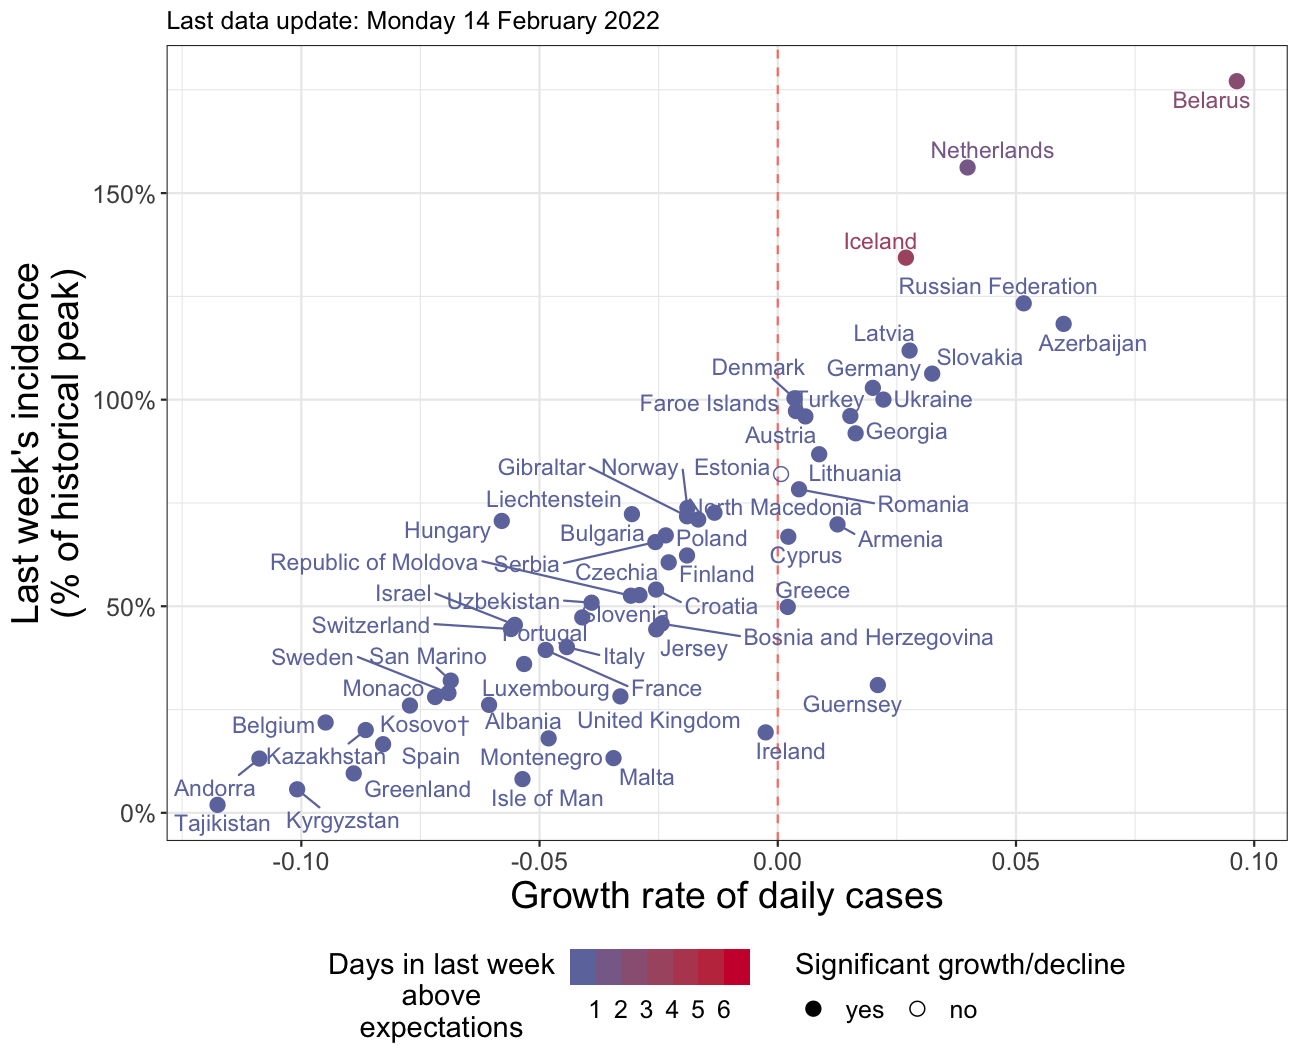 Last data update: Monday 14 February 2022
Last week's incidence
(% of historical peak)
150%
100%
50%
0%
Belarus
Netherlands
Iceland
Russian Federation
Azerbaijan
Latvia
Slovakia
Denmark
Germany
Faroe Islands
Turkey
Ukraine
Austria
Georgia
Gibraltar
Norway
Estonia
Lithuania
Liechtenstein
North Macedonia
Romania
Hungary
Bulgaria
Poland
Armenia
Republic of Moldova
Serbia
Cyprus
Czechia
Finland
Israel
Uzbekistan
Croatia
Greece
Switzerland
Slovenia
Portugal
Bosnia and Herzegovina
Sweden
San Marino
Italy
Jersey
Monaco
Luxembourg
France
Guernsey
Belgium
Kosovo†
Albania
United Kingdom
Kazakhstan
Spain
Montenegro
Ireland
Andorra
Greenland
Isle of Man
Malta
Tajikistan
Kyrgyzstan
-0.10
-0.05
0.00
0.05
0.10
Growth rate of daily cases
Days in last week
above
expectations
1 2 3 4 5 6
Significant growth/decline
yes
no